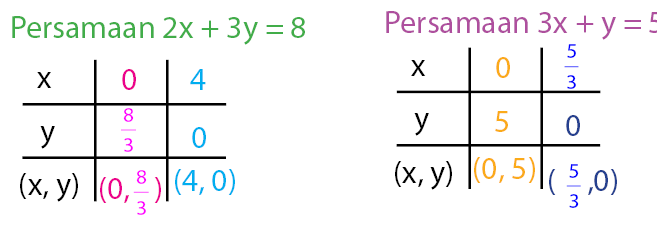 Persamaan 2x + 3y = 8
x 0 4
y 8/3 0
(x, y) (0, 8/3) (4, 0)
Persamaan 3x + y = 5
x 0 5/3
y 5 0
(x, y) (0, 5) (5/3 ,0)